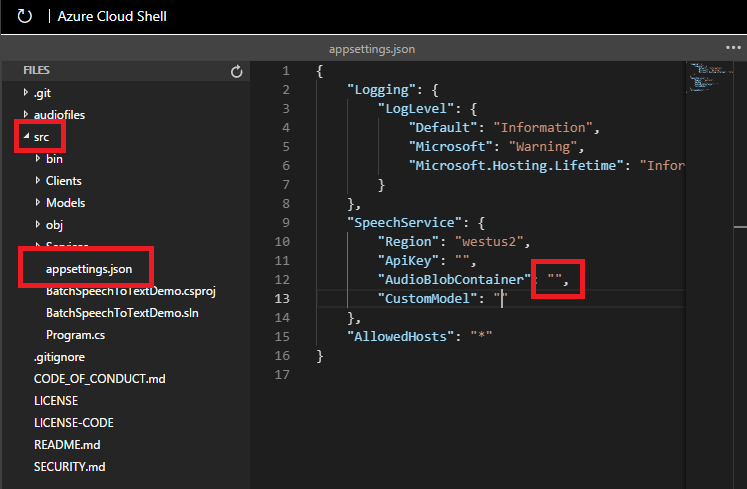 Azure Cloud Shell
appsettings.json
FILES
.git
audiofiles
src
bin
Clients
Models
obj
Services
appsettings.json
BatchSpeechToTextDemo.csproj
BatchSpeechToTextDemo.sln
Program.cs
.gitignore
CODE_OF_CONDUCT.md
LICENSE
LICENSE-CODE
README.md
SECURITY.md
1 {
2 "Logging": {
3 "LogLevel": {
4 "Default": "Information",
5 "Microsoft": "Warning",
6 "Microsoft.Hosting.Lifetime": "Infor
7 }
8 },
9 "SpeechService": {
10 "Region": "westus2",
11 "ApiKey": "",
12 "AudioBlobContainer": "",
13 "CustomModel": ""
14 },
15 "AllowedHosts": "*"
16 }
17